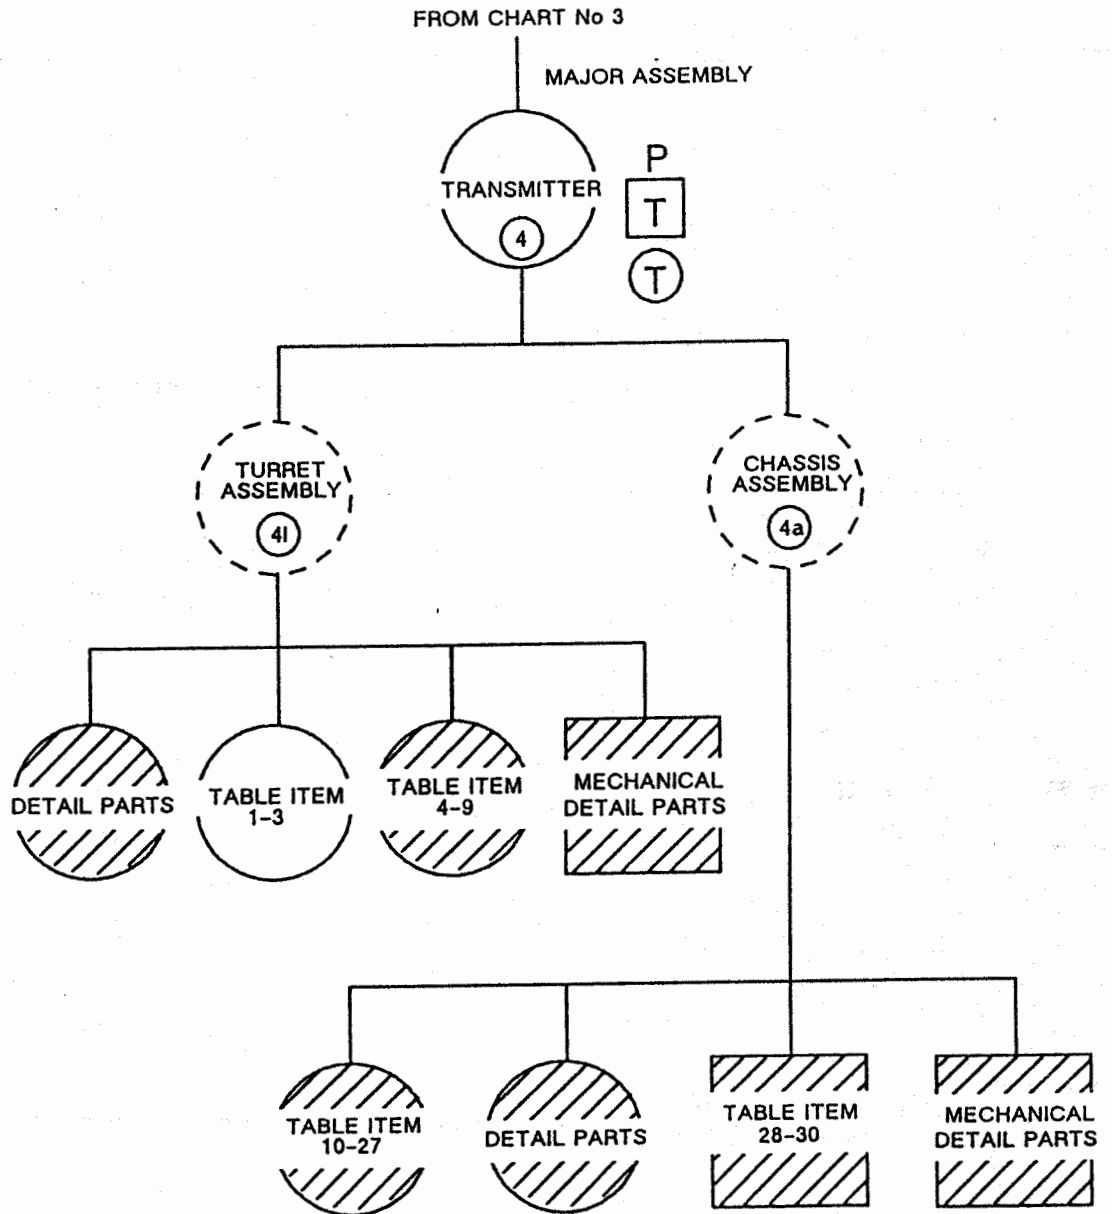 FROM CHART No 3
MAJOR ASSEMBLY
TRANSMITTER
4
P
T
T
TURRET
ASSEMBLY
4l
CHASSIS
ASSEMBLY
4a
DETAIL PARTS
TABLE ITEM
1-3
TABLE ITEM
4-9
MECHANICAL
DETAIL PARTS
TABLE ITEM
10-27
DETAIL PARTS
TABLE ITEM
28-30
MECHANICAL
DETAIL PARTS